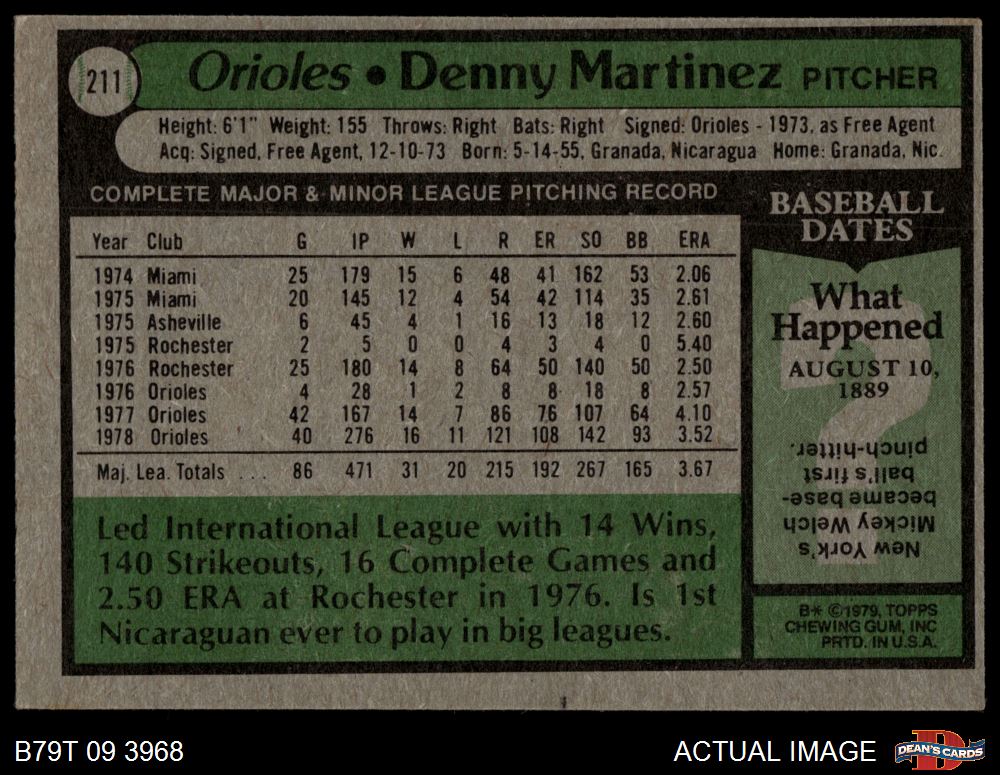 211 Orioles • Denny Martinez PITCHER
Height: 6'1" Weight: 155 Throws: Right Bats: Right Signed: Orioles - 1973, as Free Agent
Acq: Signed, Free Agent, 12-10-73 Born: 5-14-55, Granada, Nicaragua Home: Granada, Nic.
COMPLETE MAJOR & MINOR LEAGUE PITCHING RECORD
Year Club G IP W L R ER SO BB ERA
1974 Miami 25 179 15 6 48 41 162 53 2.06
1975 Miami 20 145 12 4 54 42 114 35 2.61
1975 Asheville 6 45 4 1 16 13 18 12 2.60
1975 Rochester 2 5 0 0 4 3 4 0 5.40
1976 Rochester 25 180 14 8 64 50 140 50 2.50
1976 Orioles 4 28 1 2 8 8 18 8 2.57
1977 Orioles 42 167 14 7 86 76 107 64 4.10
1978 Orioles 40 276 16 11 121 108 142 93 3.52
Maj. Lea. Totals ... 86 471 31 20 215 192 267 165 3.67
Led International League with 14 Wins,
140 Strikeouts, 16 Complete Games and
2.50 ERA at Rochester in 1976. Is 1st
Nicaraguan ever to play in big leagues.
BASEBALL
DATES
What
Happened
AUGUST 10,
1889
New York's
Mickey Welch
became base-
ball's first
pinch-hitter.
B* ©1979, TOPPS
CHEWING GUM, INC
PRTD. IN U.S.A.
B79T 09 3968
ACTUAL IMAGE
D
DEAN'S CARDS